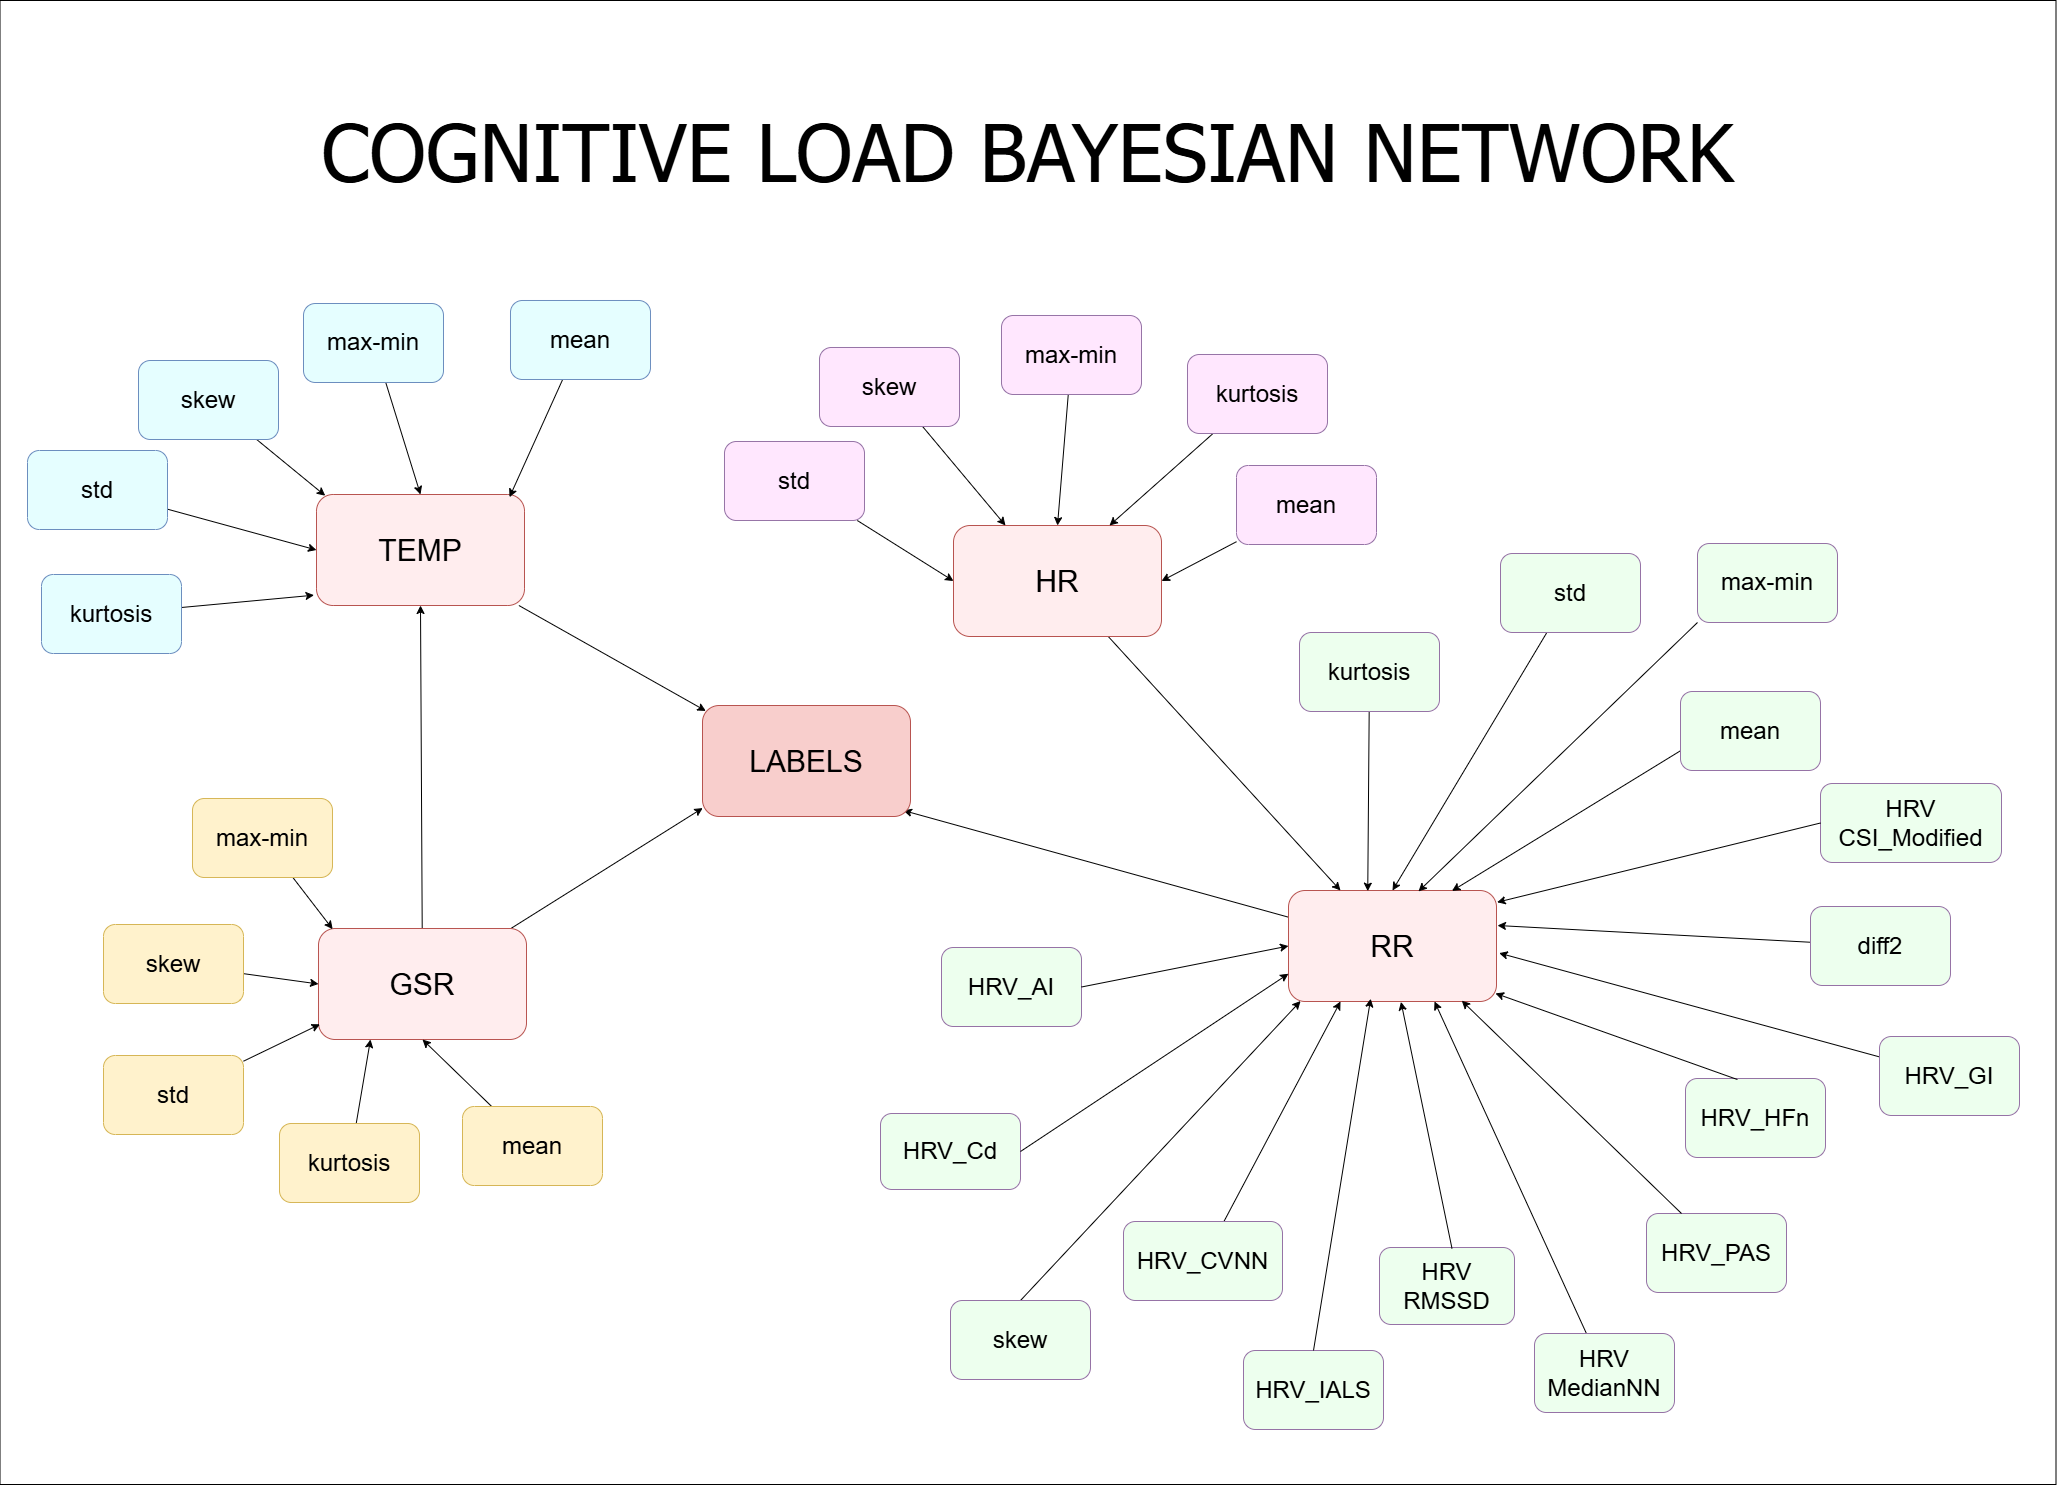 COGNITIVE LOAD BAYESIAN NETWORK
max-min
mean
skew
std
kurtosis
TEMP
skew
max-min
kurtosis
std
mean
HR
LABELS
max-min
skew
GSR
std
kurtosis
mean
kurtosis
std
max-min
mean
HRV
CSI_Modified
diff2
RR
HRV_AI
HRV_GI
HRV_HFn
HRV_Cd
HRV_PAS
HRV_CVNN
HRV
RMSSD
skew
HRV_IALS
HRV
MedianNN